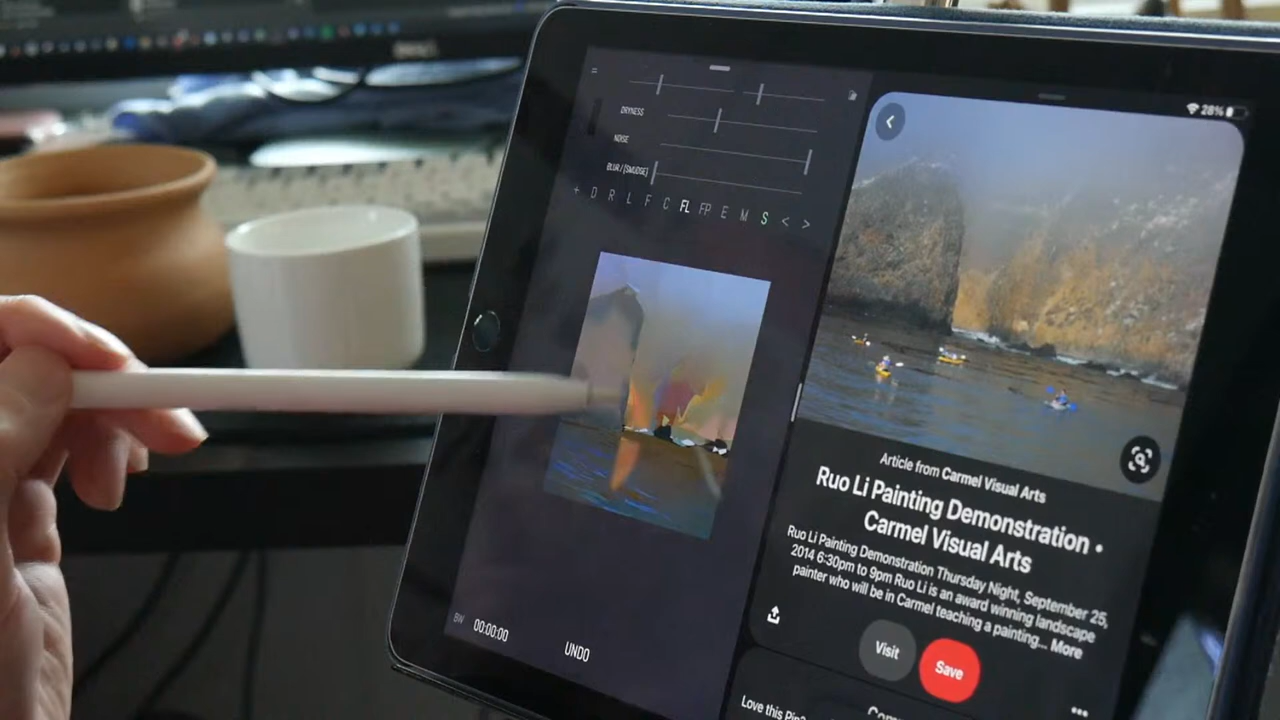 DELL
DRYNESS
NOISE
BLUR / [SMUDGE]
+ D R L F C FL FP E M S < >
BW 00:00:00 UNDO
28%
Article from Carmel Visual Arts
Ruo Li Painting Demonstration •
Carmel Visual Arts
Ruo Li Painting Demonstration Thursday Night, September 25,
2014 6:30pm to 9pm Ruo Li is an award winning landscape
painter who will be in Carmel teaching a painting... More
Visit Save
Love this Pin?